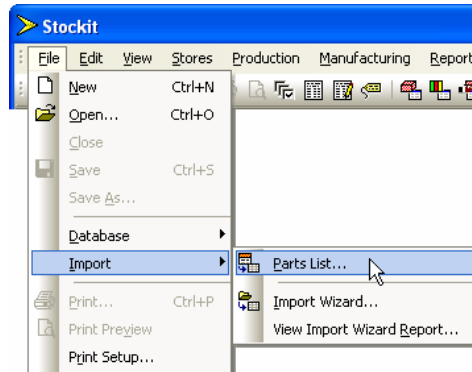 Stockit
File Edit View Stores Production Manufacturing Report
New Ctrl+N
Open... Ctrl+O
Close
Save Ctrl+S
Save As...
Database
Import
Parts List...
Print... Ctrl+P
Import Wizard...
Print Preview
View Import Wizard Report...
Print Setup...